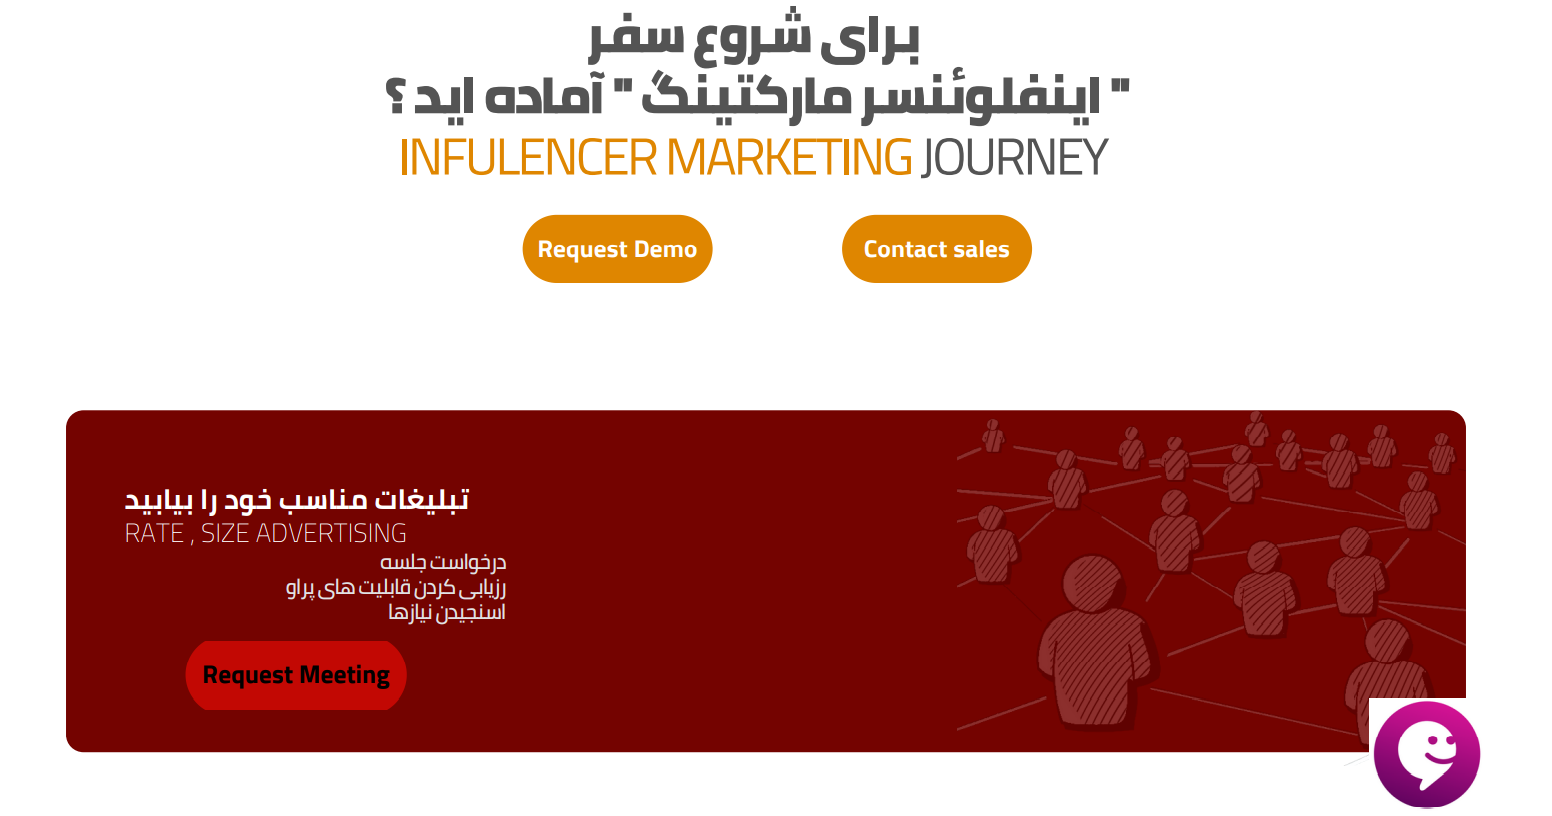 برای شروع سفر
" اینفلوئنسر مارکتینگ " آماده اید ؟
INFULENCER MARKETING JOURNEY
Request Demo
Contact sales
تبلیغات مناسب خود را بیابید
RATE , SIZE ADVERTISING
درخواست جلسه
رزیابی کردن قابلیت های پراو
اسنجیدن نیازها
Request Meeting